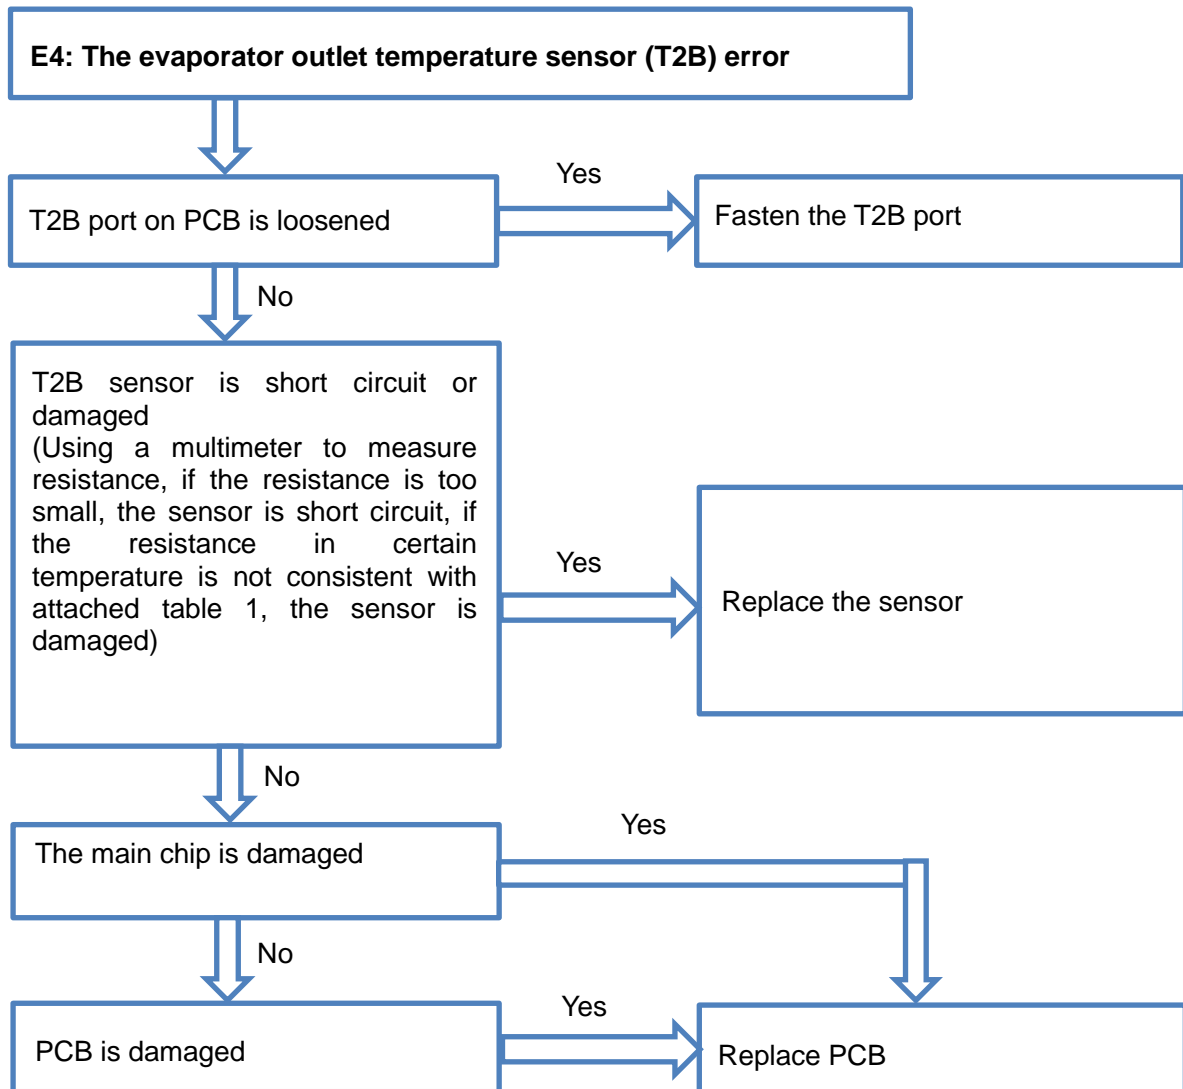 E4: The evaporator outlet temperature sensor (T2B) error
Yes
T2B port on PCB is loosened
Fasten the T2B port
No
T2B sensor is short circuit or
damaged
(Using a multimeter to measure
resistance, if the resistance is too
small, the sensor is short circuit, if
the resistance in certain
temperature is not consistent with
attached table 1, the sensor is
damaged)
Yes
Replace the sensor
No
Yes
The main chip is damaged
No
Yes
PCB is damaged
Replace PCB